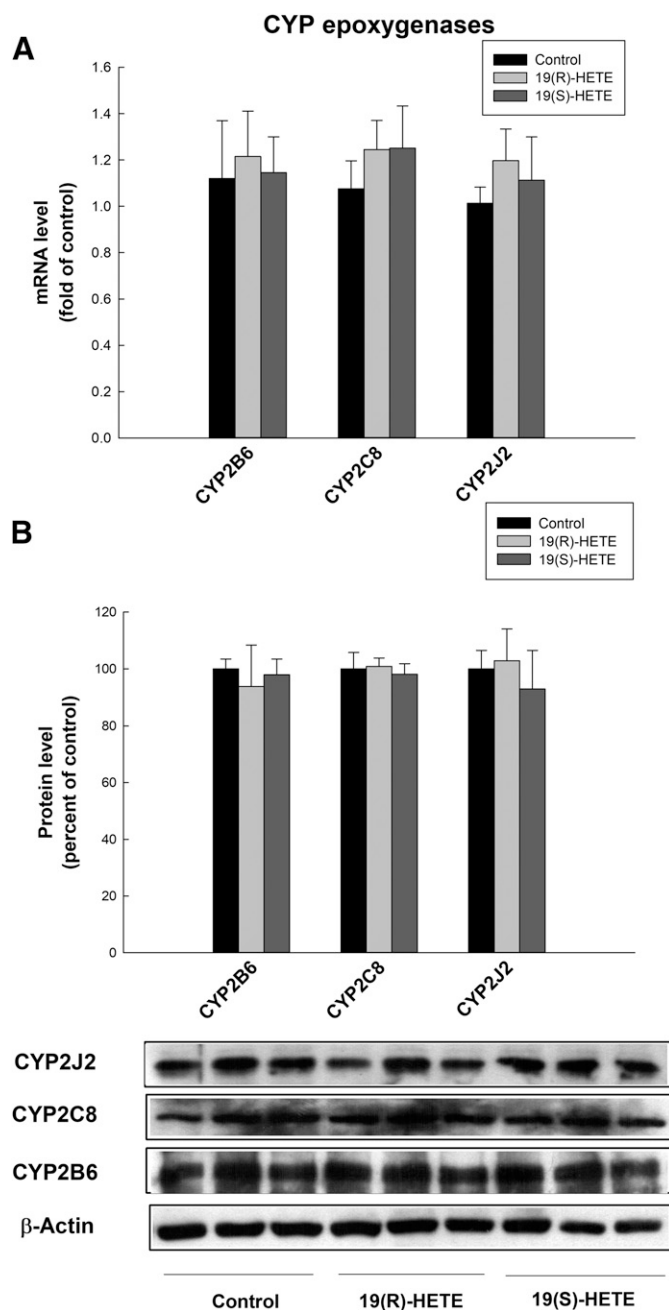 CYP epoxygenases
A
Control
19(R)-HETE
19(S)-HETE
1.6
1.4
1.2
1.0
0.8
0.6
0.4
0.2
0.0
mRNA level
(fold of control)
CYP2B6
CYP2C8
CYP2J2
B
Control
19(R)-HETE
19(S)-HETE
120
100
80
60
40
20
0
Protein level
(percent of control)
CYP2B6
CYP2C8
CYP2J2
CYP2J2
CYP2C8
CYP2B6
β-Actin
Control 19(R)-HETE 19(S)-HETE